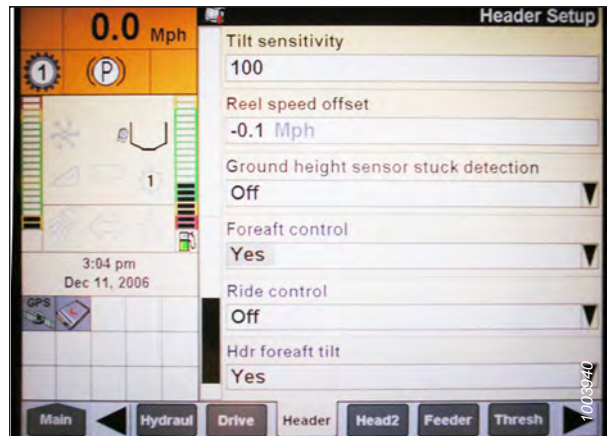 0.0 Mph
1
(P)
1
3:04 pm
Dec 11, 2006
GPS
Header Setup
Tilt sensitivity
100
Reel speed offset
-0.1 Mph
Ground height sensor stuck detection
Off
Foreaft control
Yes
Ride control
Off
Hdr foreaft tilt
Yes
1003940
Main
Hydraul
Drive
Header
Head2
Feeder
Thresh